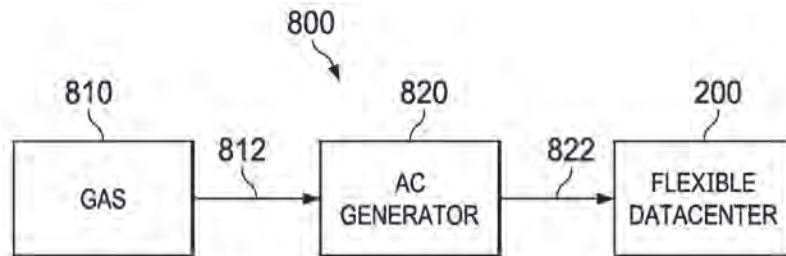 800
810
820
200
812
822
GAS
AC
GENERATOR
FLEXIBLE
DATACENTER